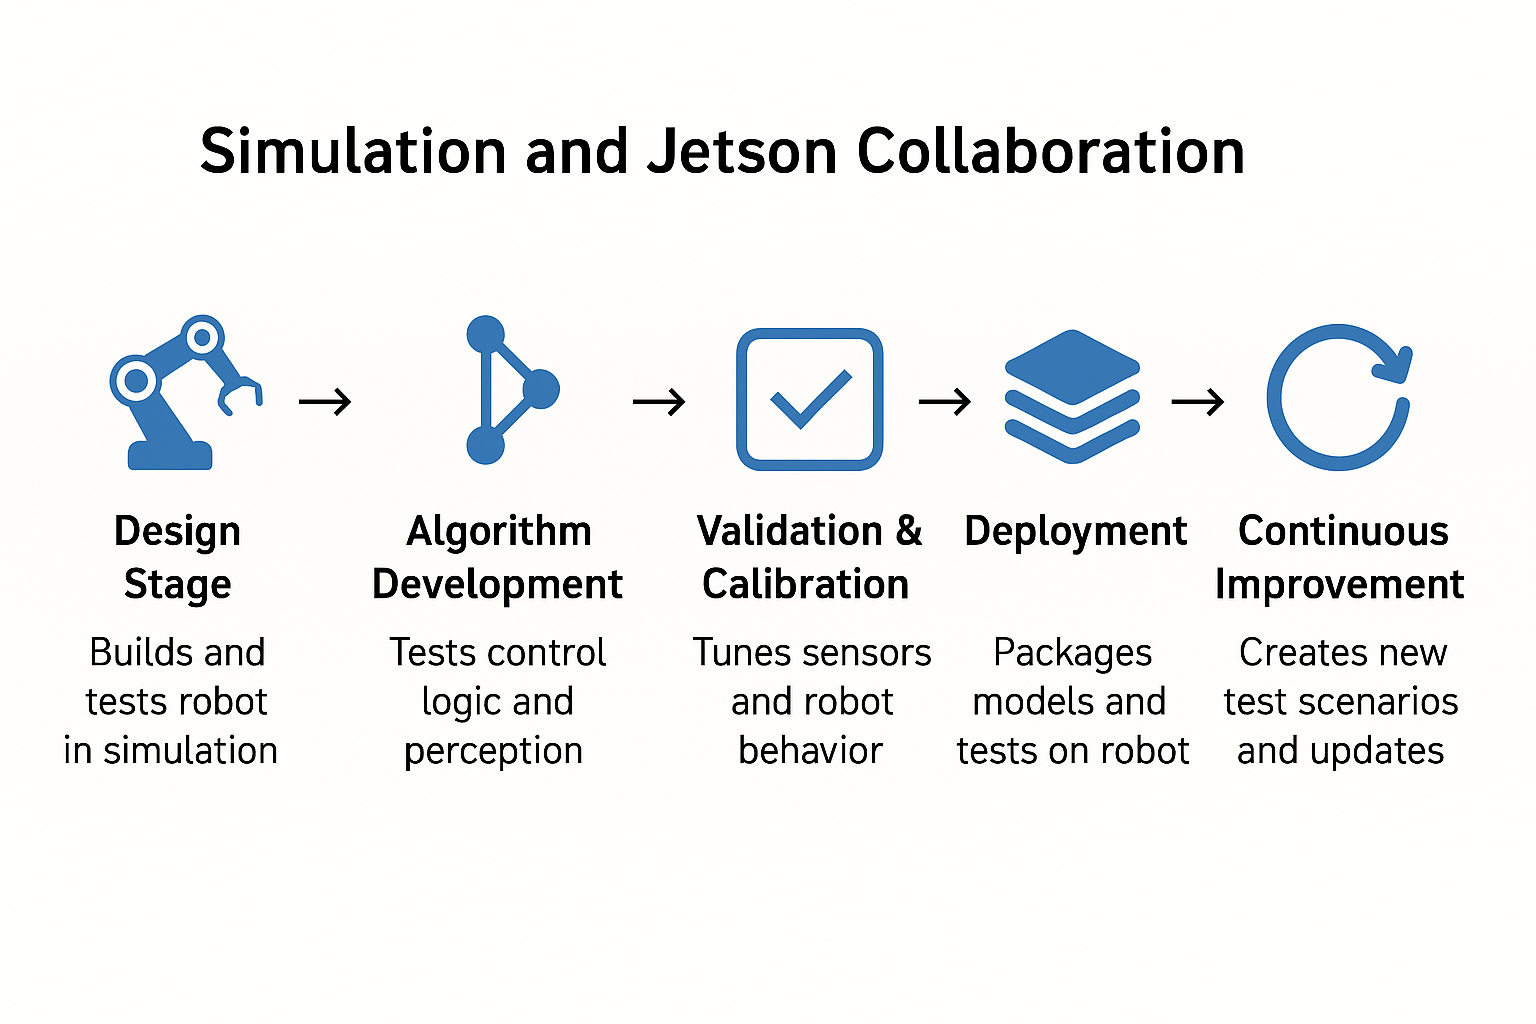 Simulation and Jetson Collaboration
Design
Stage
Builds and
tests robot
in simulation
Algorithm
Development
Tests control
logic and
perception
Validation &
Calibration
Tunes sensors
and robot
behavior
Deployment
Packages
models and
tests on robot
Continuous
Improvement
Creates new
test scenarios
and updates